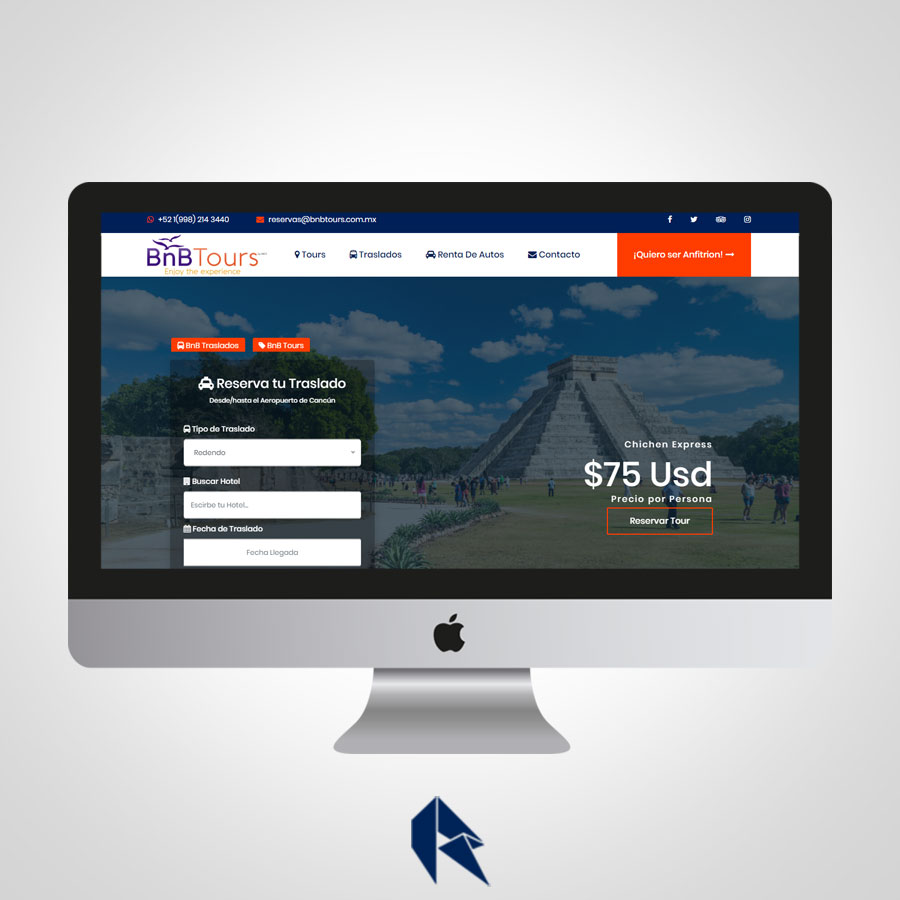 +52 1(998) 214 3440 reservas@bnbtours.com.mx
BnBTours
Enjoy the experience
Tours Traslados Renta De Autos Contacto ¡Quiero ser Anfitrion!
BnB Traslados BnB Tours
Reserva tu Traslado
Desde/hasta el Aeropuerto de Cancún
Tipo de Traslado
Redendo
Buscar Hotel
Escirbe tu Hotel..
Fecha de Traslado
Fecha Llegada
Chichen Express
$75 Usd
Precio por Persona
Reservar Tour